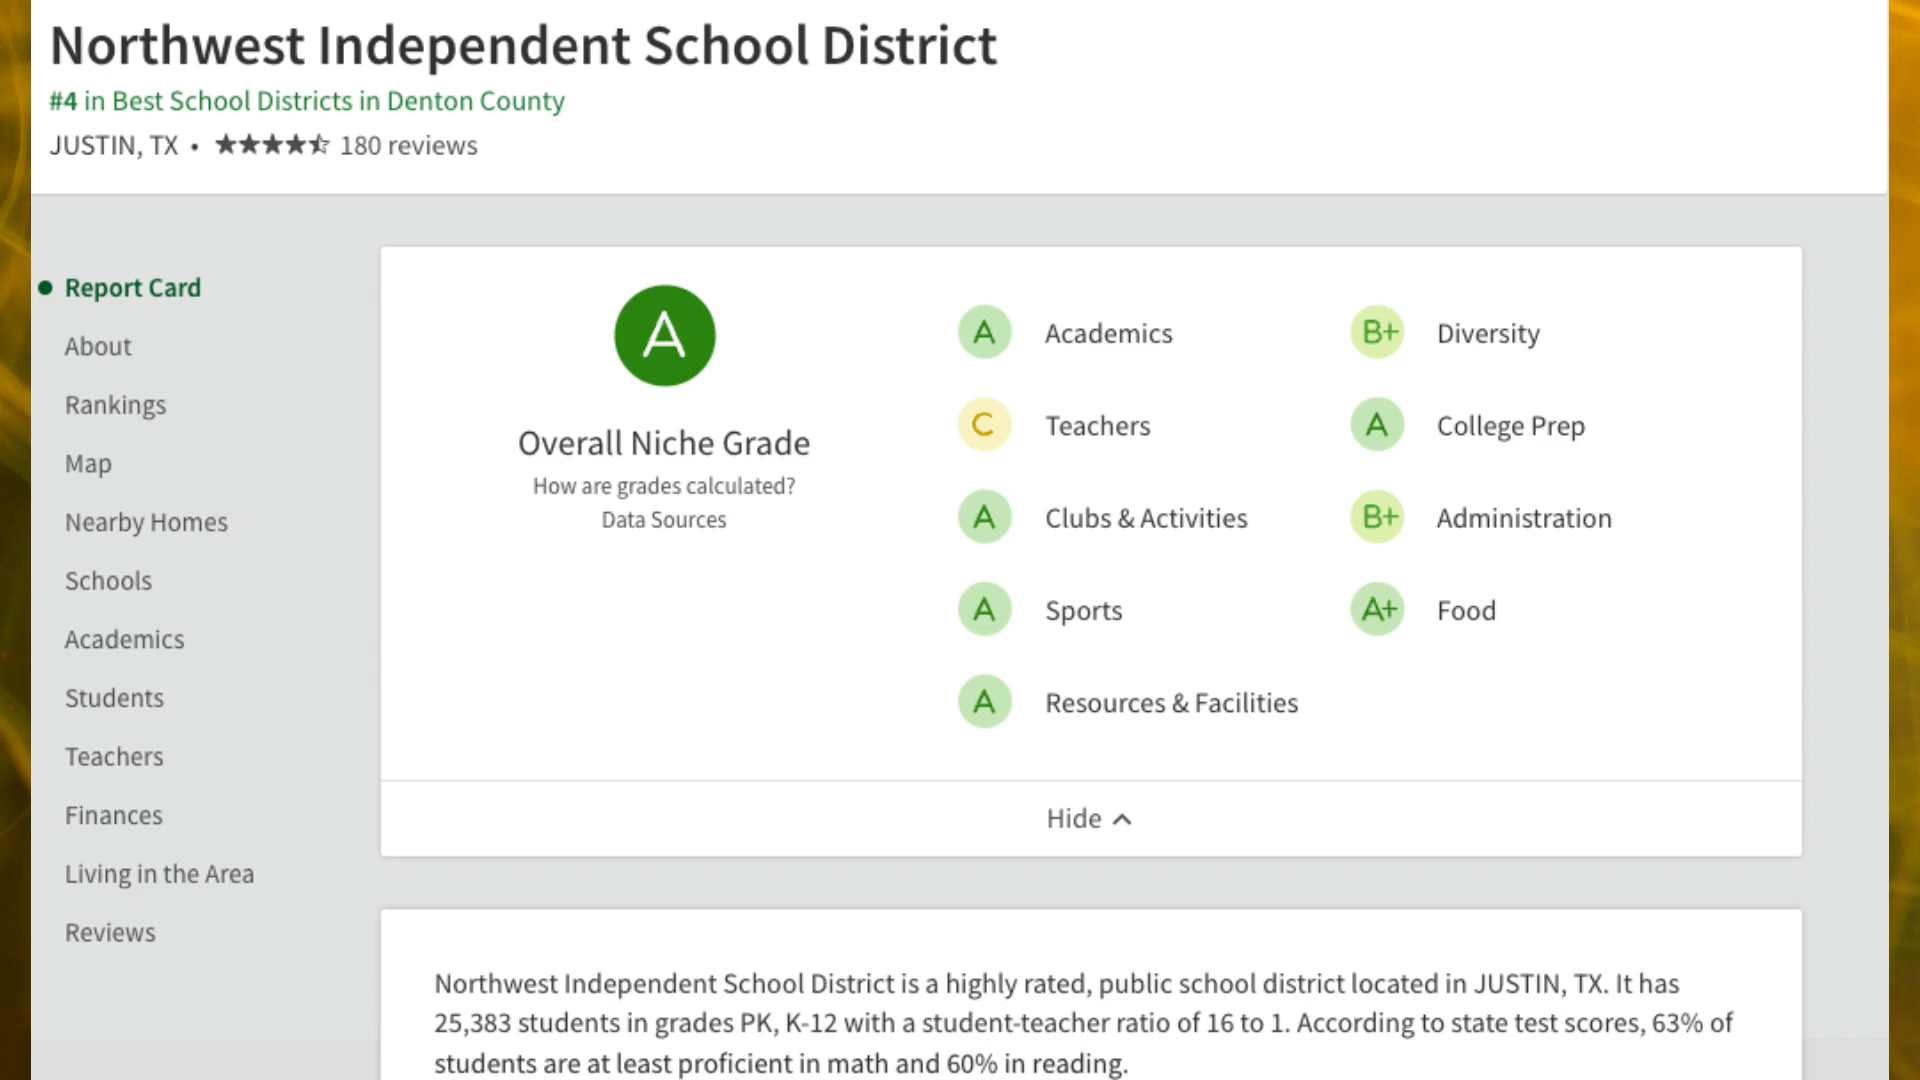 Northwest Independent School District
#4 in Best School Districts in Denton County
JUSTIN, TX • ★★★★⯪ 180 reviews
Report Card
About
Rankings
Map
Nearby Homes
Schools
Academics
Students
Teachers
Finances
Living in the Area
Reviews
A
Overall Niche Grade
How are grades calculated?
Data Sources
A Academics
C Teachers
A Clubs & Activities
A Sports
A Resources & Facilities
B+ Diversity
A College Prep
B+ Administration
A+ Food
Hide
Northwest Independent School District is a highly rated, public school district located in JUSTIN, TX. It has
25,383 students in grades PK, K-12 with a student-teacher ratio of 16 to 1. According to state test scores, 63% of
students are at least proficient in math and 60% in reading.